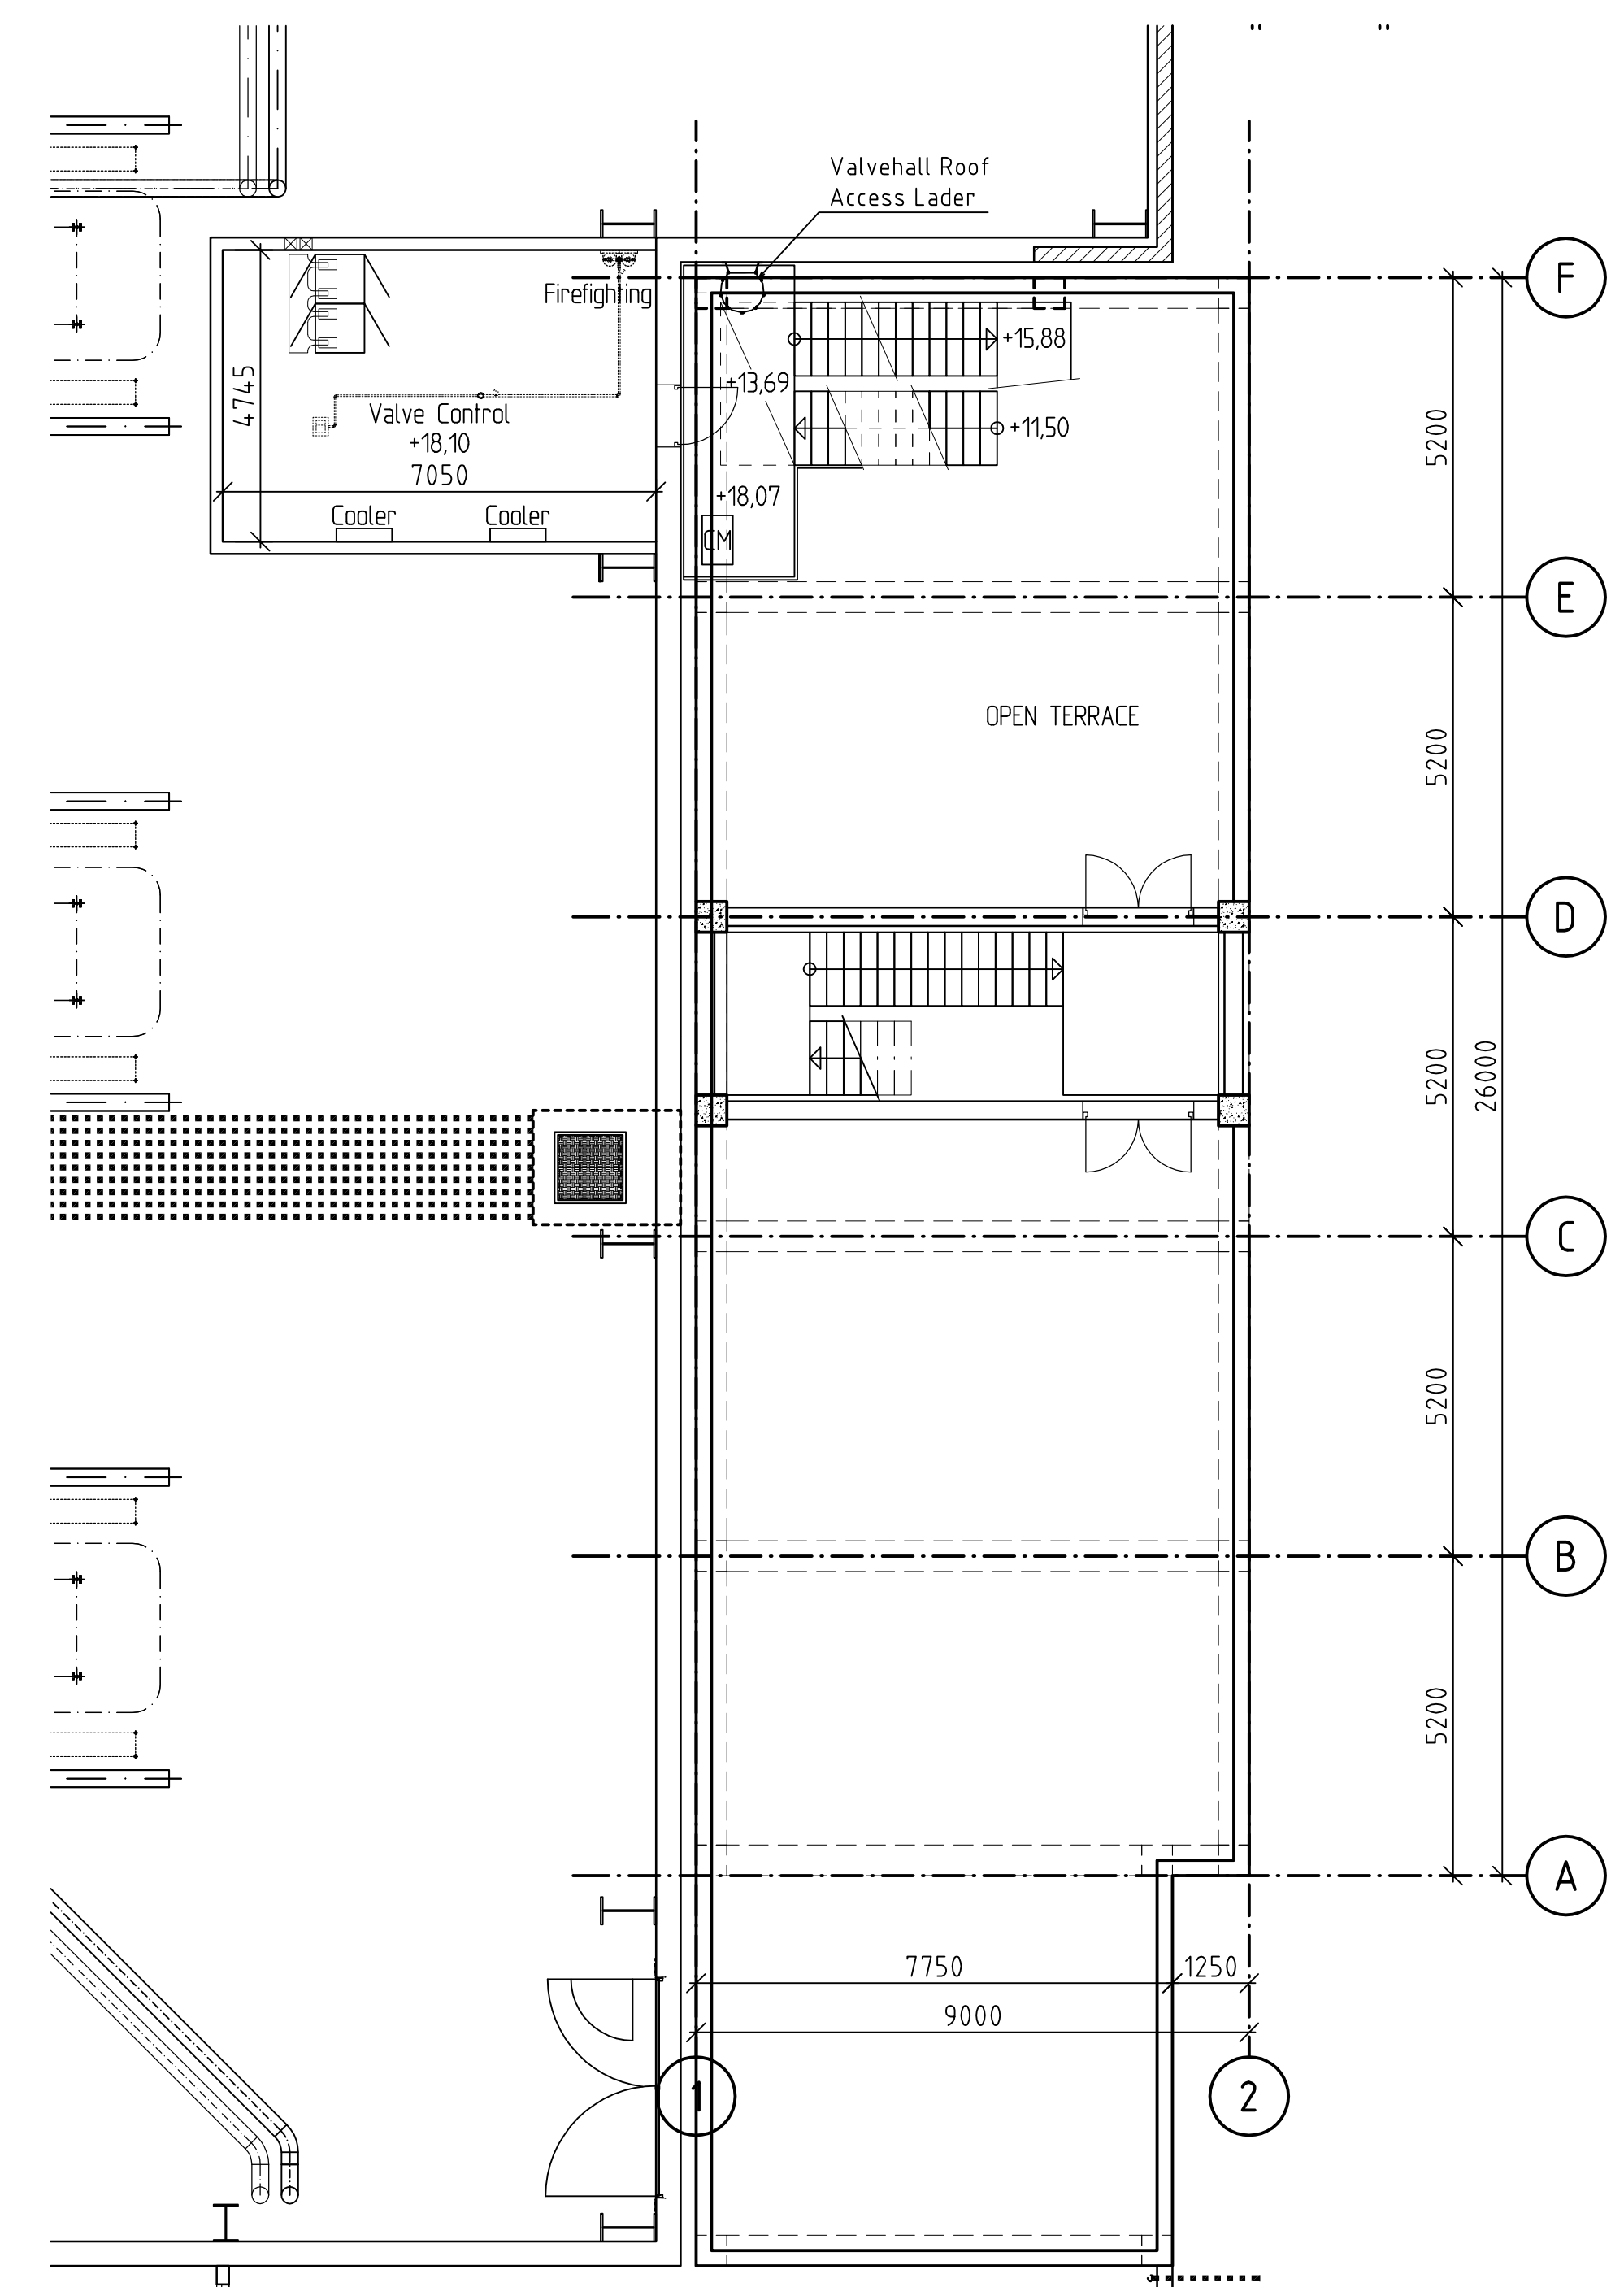 Valvehall Roof
Access Lader
F
Firefighting
+15,88
+13,69
4745
Valve Control
+11,50
5200
+18,10
7050
+18,07
Cooler
Cooler
CM
E
OPEN TERRACE
5200
D
5200
26000
C
5200
B
5200
A
7750
1250
9000
1
2